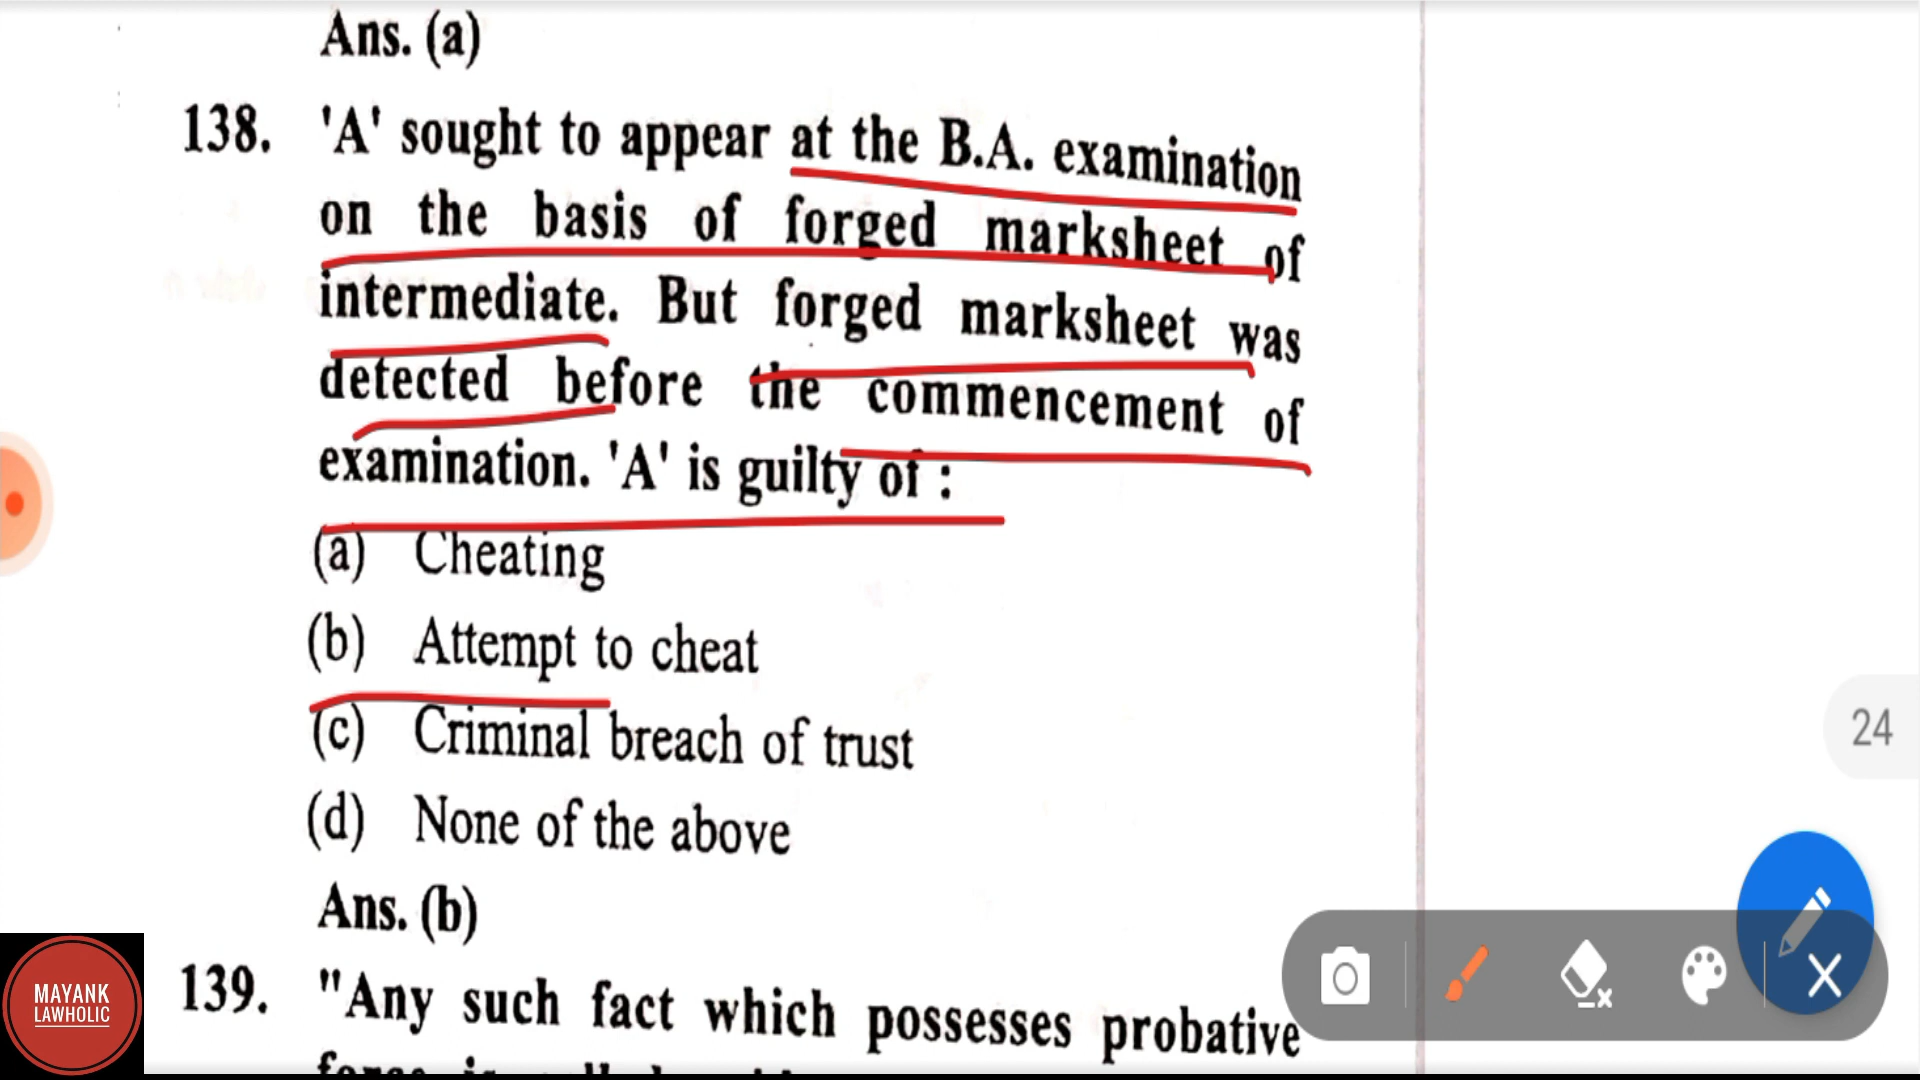 Ans. (a)
138. 'A' sought to appear at the B.A. examination
on the basis of forged marksheet of
intermediate. But forged marksheet was
detected before the commencement of
examination. 'A' is guilty of :
(a) Cheating
(b) Attempt to cheat
(c) Criminal breach of trust
(d) None of the above
Ans. (b)
139. "Any such fact which possesses probative
24
MAYANK
LAWHOLIC